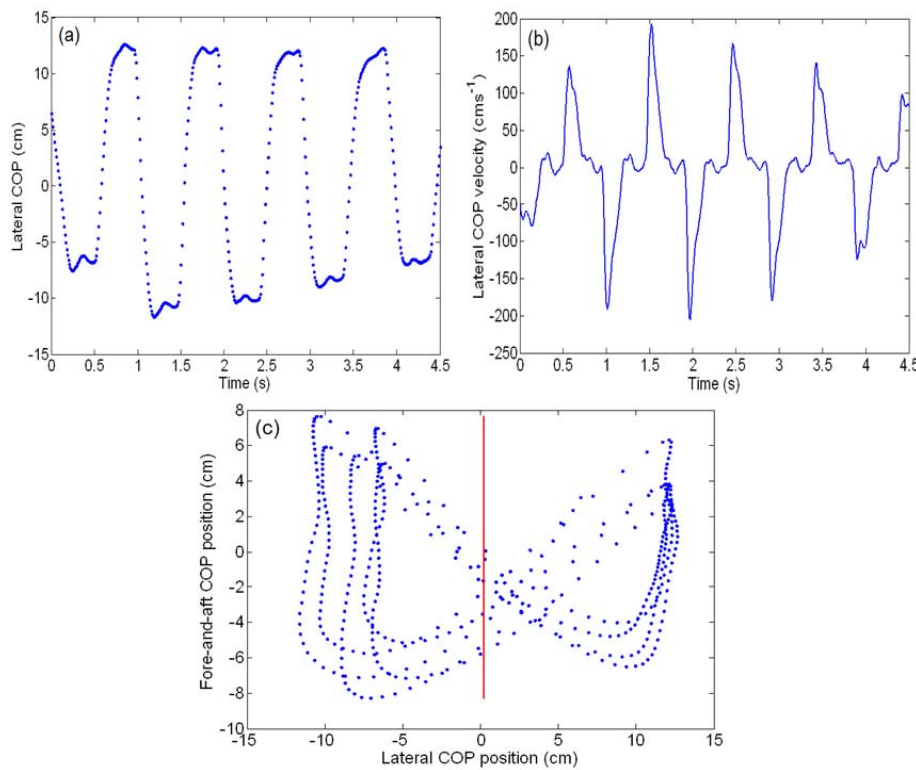 (a)
Lateral COP (cm)
15
10
5
0
-5
-10
-15
0 0.5 1 1.5 2 2.5 3 3.5 4 4.5
Time (s)
(b)
Lateral COP velocity (cms⁻¹)
200
150
100
50
0
-50
-100
-150
-200
-250
0 0.5 1 1.5 2 2.5 3 3.5 4 4.5
Time (s)
(c)
Fore-and-aft COP position (cm)
8
6
4
2
0
-2
-4
-6
-8
-10
-15 -10 -5 0 5 10 15
Lateral COP position (cm)